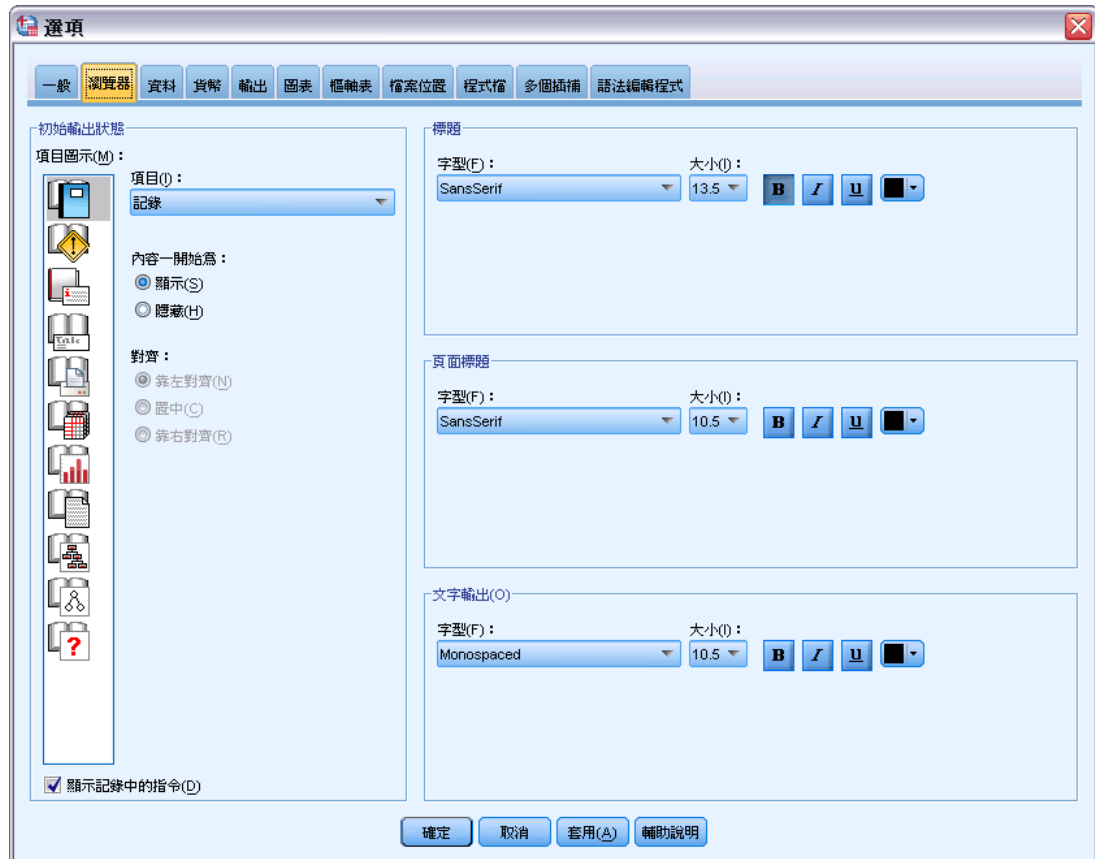 選項
一般 瀏覽器 資料 貨幣 輸出 圖表 樞軸表 檔案位置 程式檔 多個插補 語法編輯程式
初始輸出狀態
項目圖示(M)：
項目(I)：
記錄
內容一開始為：
顯示(S)
隱藏(H)
對齊：
靠左對齊(N)
置中(C)
靠右對齊(R)
顯示記錄中的指令(D)
標題
字型(F)： 大小(I)：
SansSerif 13.5 B I U
頁面標題
字型(F)： 大小(I)：
SansSerif 10.5 B I U
文字輸出(O)
字型(F)： 大小(I)：
Monospaced 10.5 B I U
確定 取消 套用(A) 輔助說明